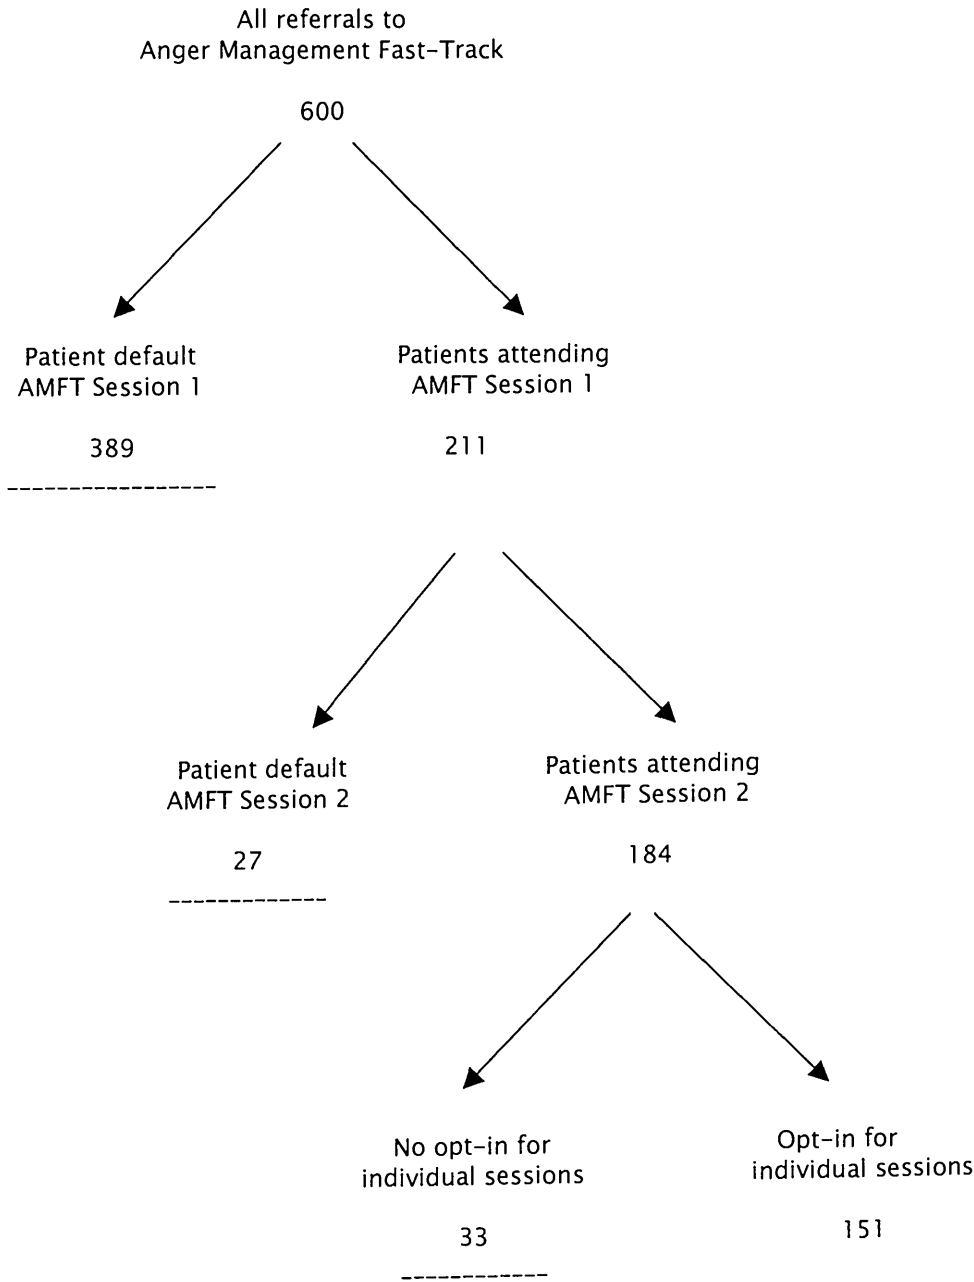 All referrals to
Anger Management Fast-Track
600
Patient default
AMFT Session 1
389
Patients attending
AMFT Session 1
211
Patient default
AMFT Session 2
27
Patients attending
AMFT Session 2
184
No opt-in for
individual sessions
33
Opt-in for
individual sessions
151